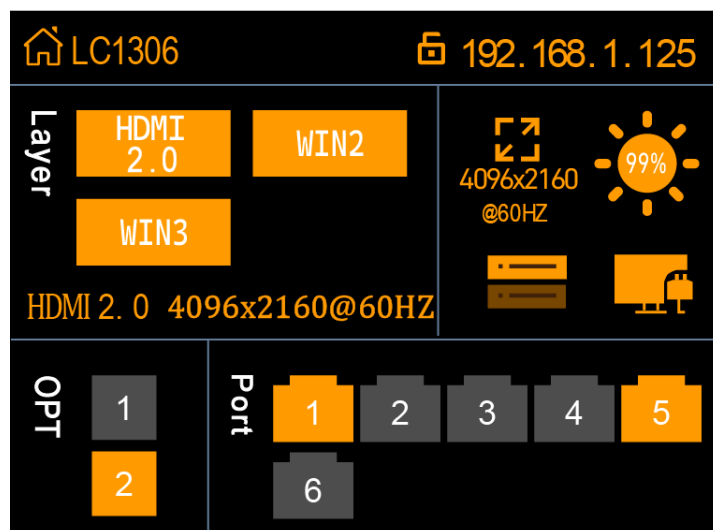 LC1306
192.168.1.125
Layer
HDMI
2.0
WIN2
WIN3
HDMI 2.0 4096x2160@60HZ
4096x2160
@60HZ
99%
OPT
1
2
Port
1 2 3 4 5
6